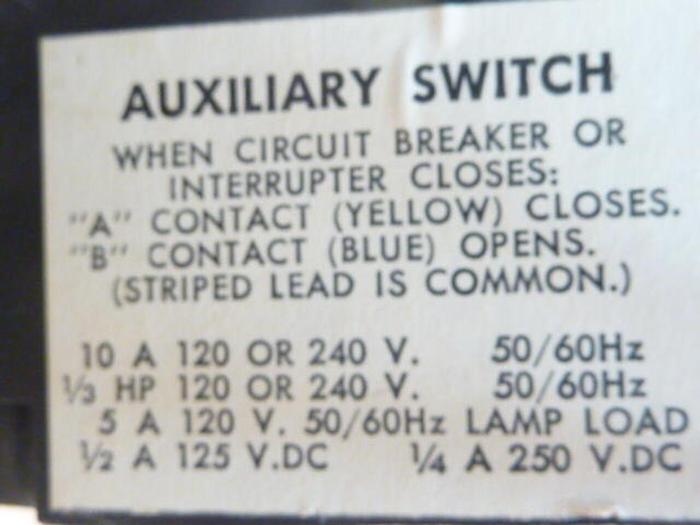 AUXILIARY SWITCH
WHEN CIRCUIT BREAKER OR
INTERRUPTER CLOSES:
"A" CONTACT (YELLOW) CLOSES.
"B" CONTACT (BLUE) OPENS.
(STRIPED LEAD IS COMMON.)
10 A 120 OR 240 V. 50/60Hz
1/3 HP 120 OR 240 V. 50/60Hz
5 A 120 V. 50/60Hz LAMP LOAD
1/2 A 125 V.DC 1/4 A 250 V.DC